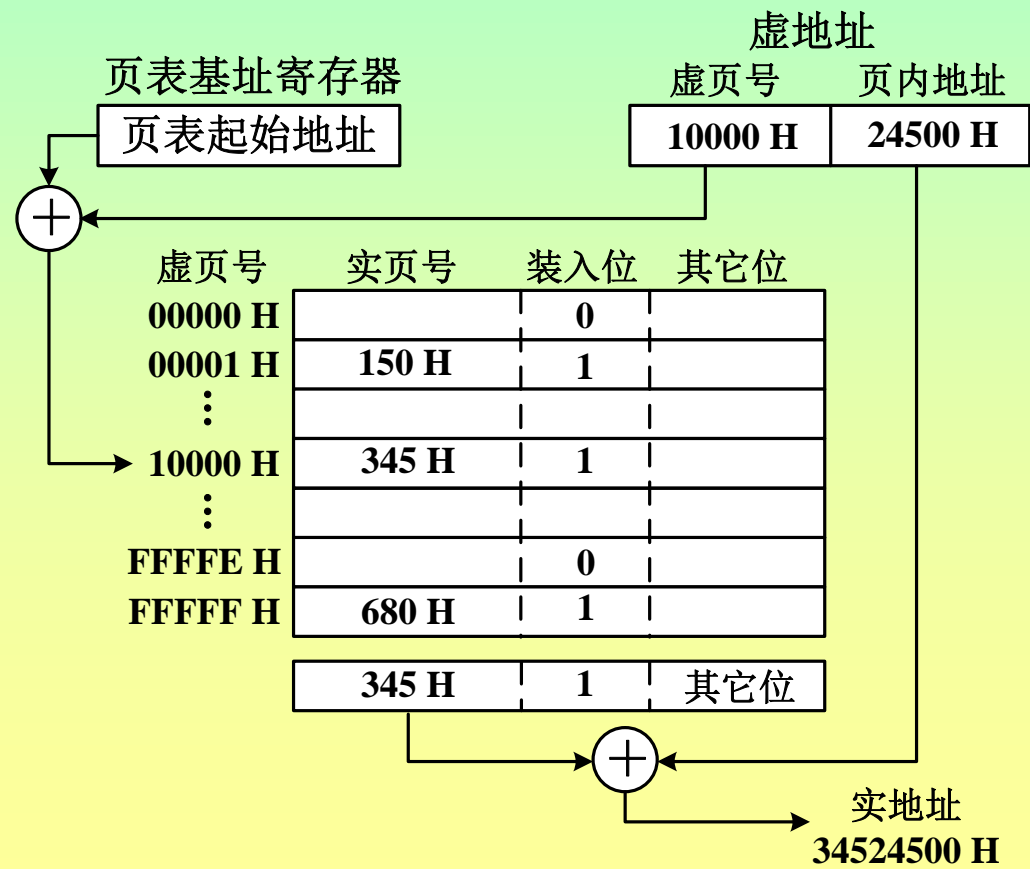 虚地址
页表基址寄存器
虚页号 页内地址
页表起始地址
10000 H 24500 H
虚页号 实页号 装入位 其它位
00000 H 0
00001 H 150 H 1
⋮
10000 H 345 H 1
⋮
FFFFE H 0
FFFFF H 680 H 1
345 H 1 其它位
实地址
34524500 H